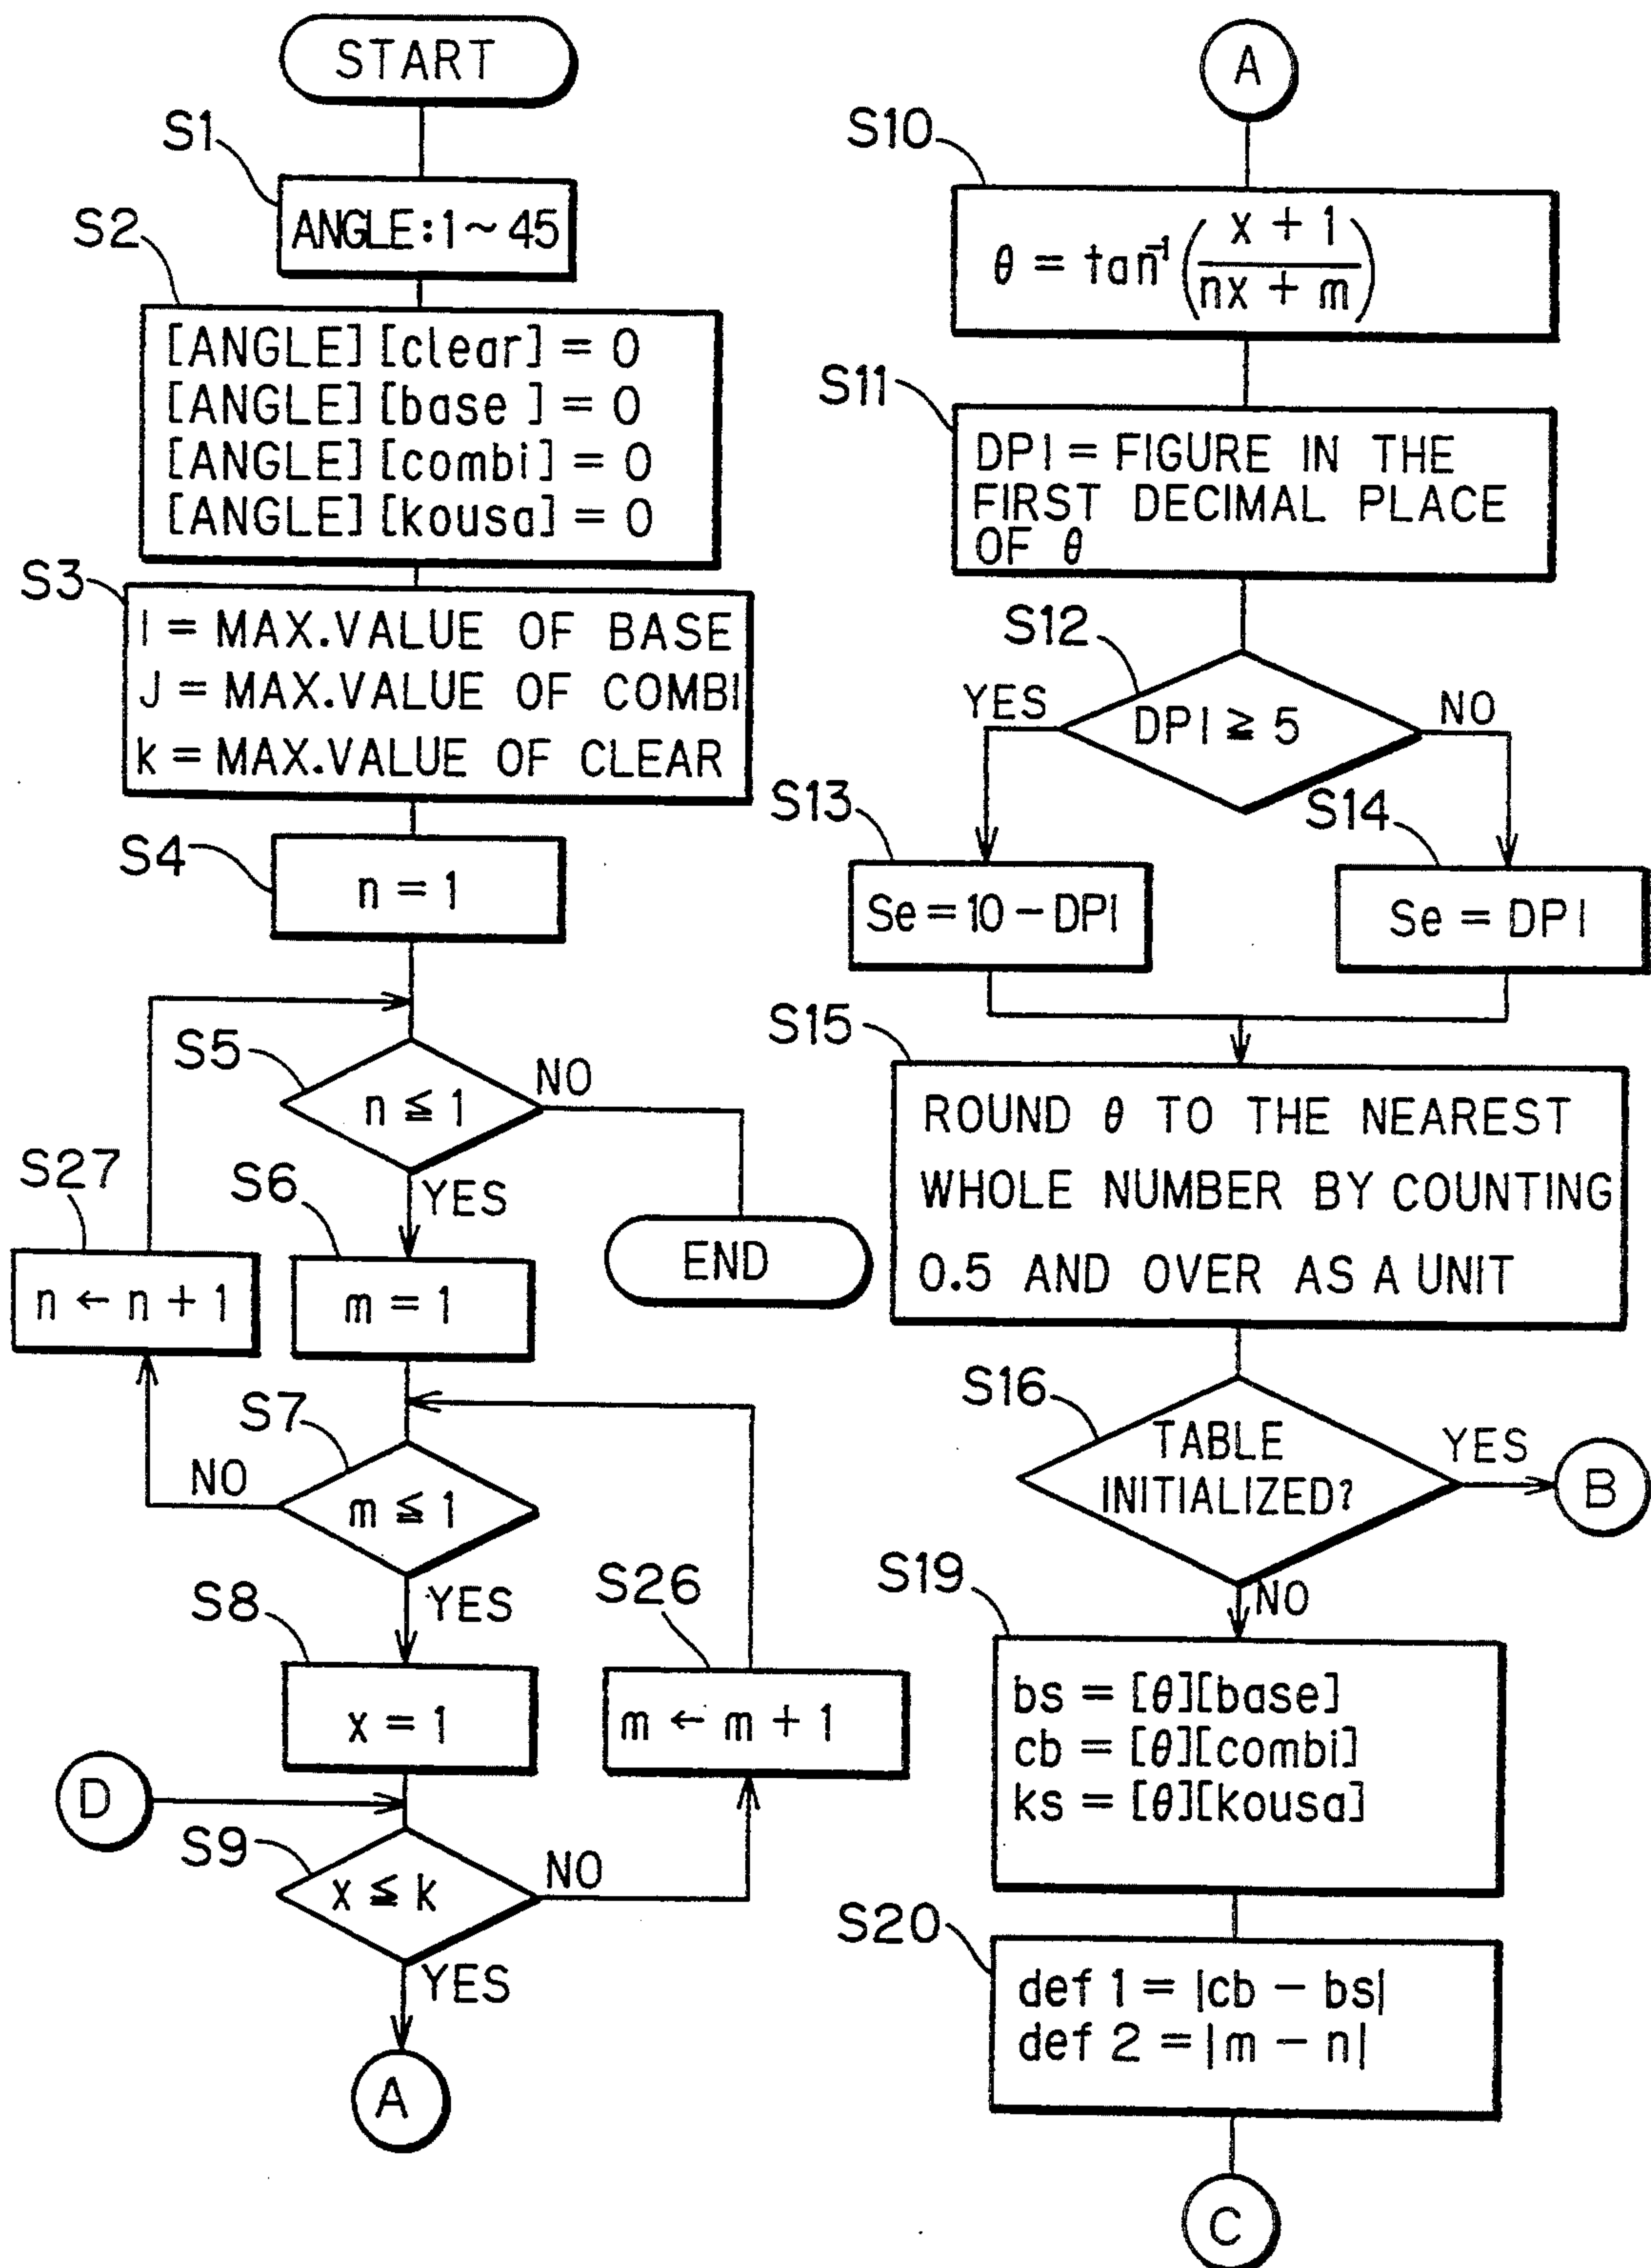 START
S1
ANGLE:1~45
S2
[ANGLE][clear] = 0
[ANGLE][base ] = 0
[ANGLE][combi] = 0
[ANGLE][kousa] = 0
S3
I = MAX.VALUE OF BASE
J = MAX.VALUE OF COMBI
k = MAX.VALUE OF CLEAR
S4
n = 1
S5
n ≦ 1
NO
YES
S27
n ← n + 1
END
S6
m = 1
S7
m ≦ 1
NO
YES
S8
x = 1
S26
m ← m + 1
D
S9
x ≦ k
NO
YES
A
A
S10
θ = tan⁻¹(x + 1 / nx + m)
S11
DPI = FIGURE IN THE
FIRST DECIMAL PLACE
OF θ
S12
DPI ≧ 5
YES
NO
S13
Se = 10 - DPI
S14
Se = DPI
S15
ROUND θ TO THE NEAREST
WHOLE NUMBER BY COUNTING
0.5 AND OVER AS A UNIT
S16
TABLE
INITIALIZED?
YES
B
NO
S19
bs = [θ][base]
cb = [θ][combi]
ks = [θ][kousa]
S20
def 1 = |cb - bs|
def 2 = |m - n|
C